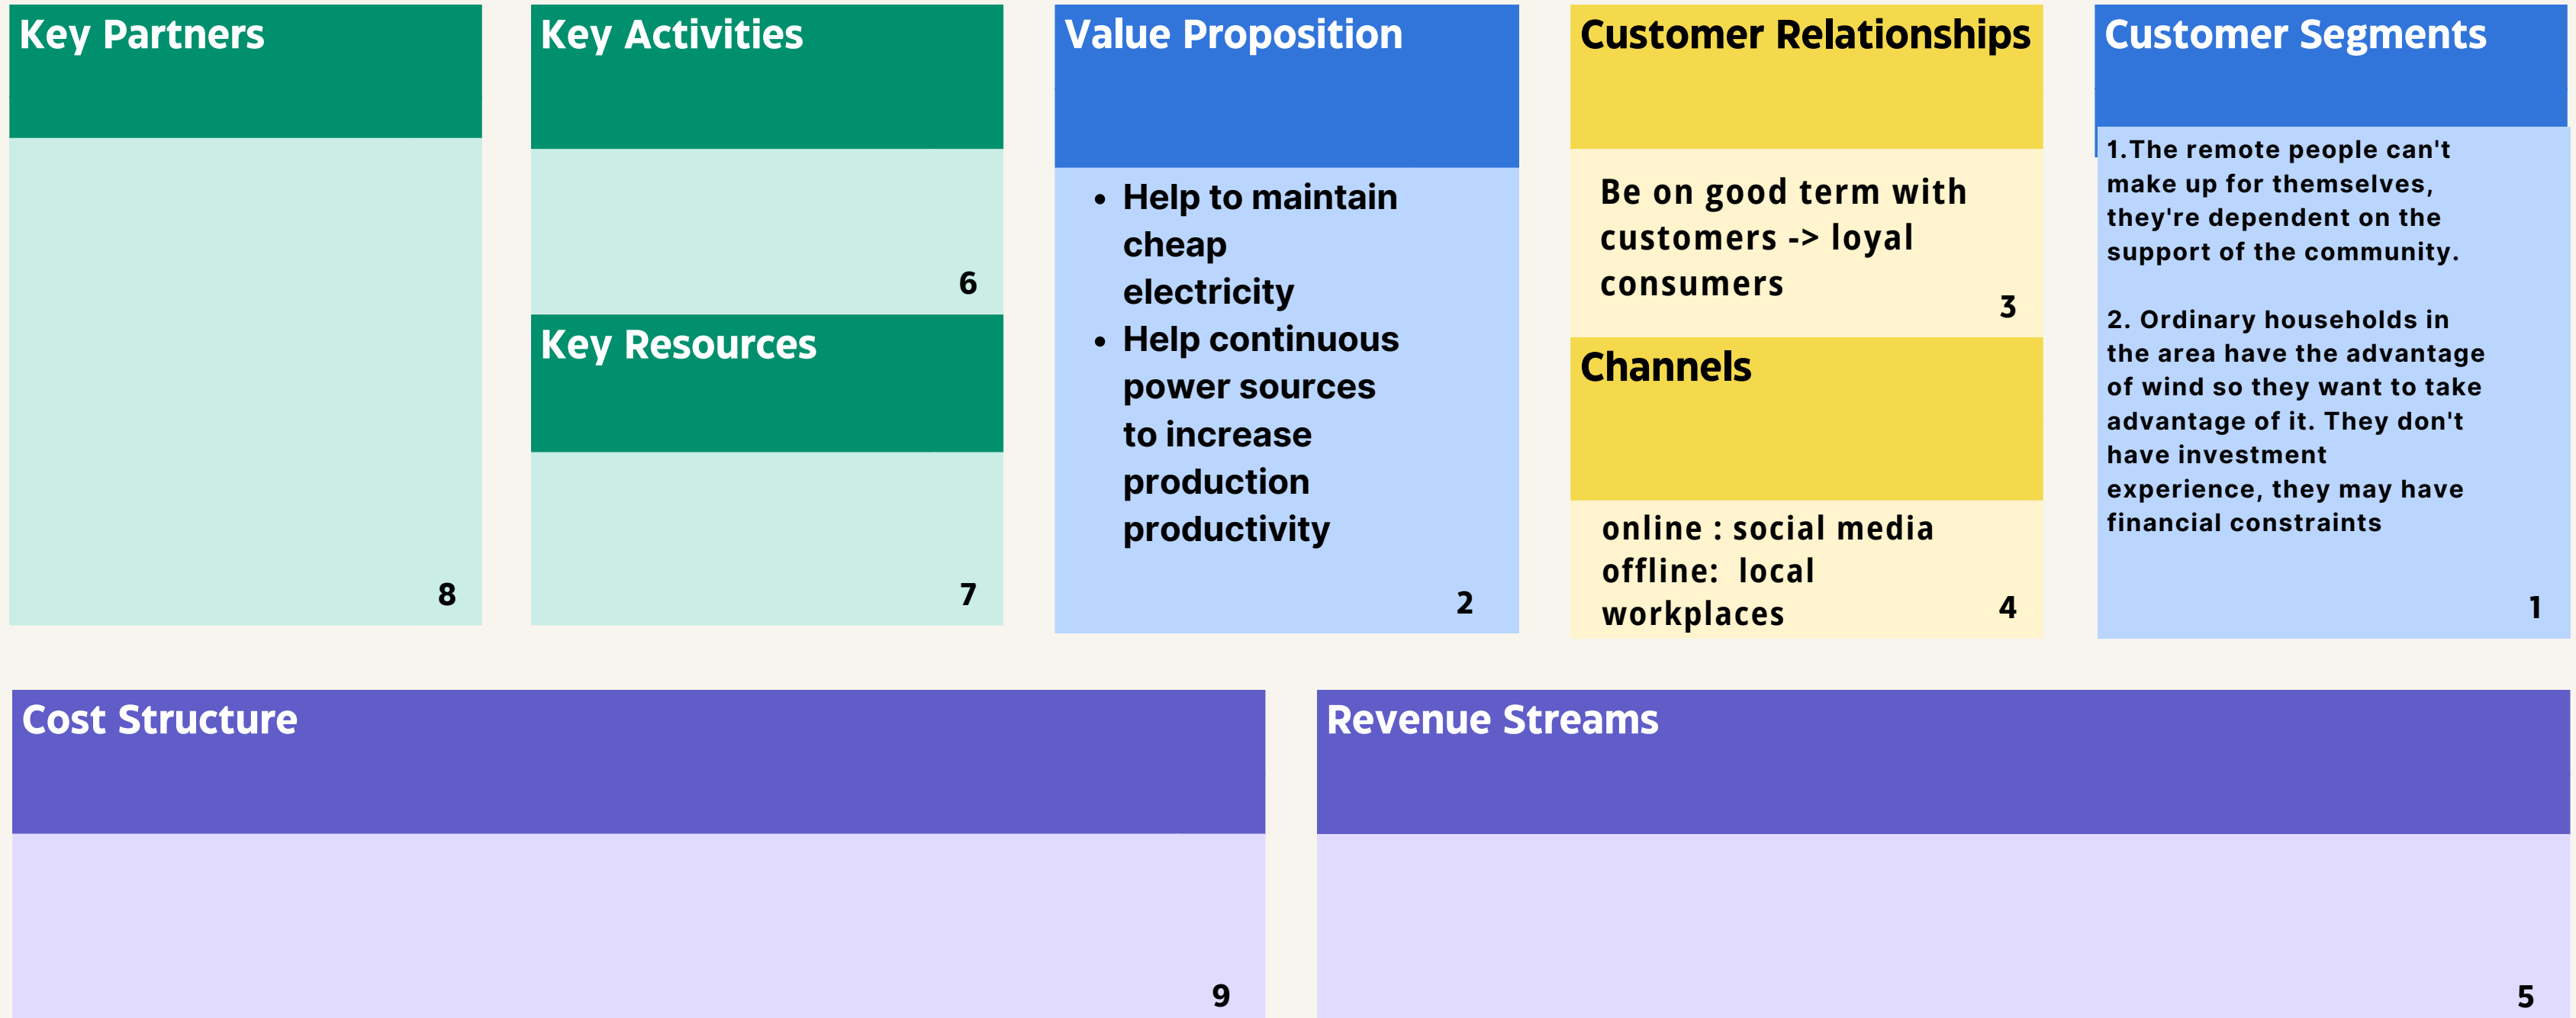 Key Partners
8
Key Activities
6
Key Resources
7
Value Proposition
• Help to maintain
cheap
electricity
• Help continuous
power sources
to increase
production
productivity
2
Customer Relationships
Be on good term with
customers -> loyal
consumers
3
Channels
online : social media
offline:  local
workplaces
4
Customer Segments
1.The remote people can't
make up for themselves,
they're dependent on the
support of the community.
2. Ordinary households in
the area have the advantage
of wind so they want to take
advantage of it. They don't
have investment
experience, they may have
financial constraints
1
Cost Structure
9
Revenue Streams
5